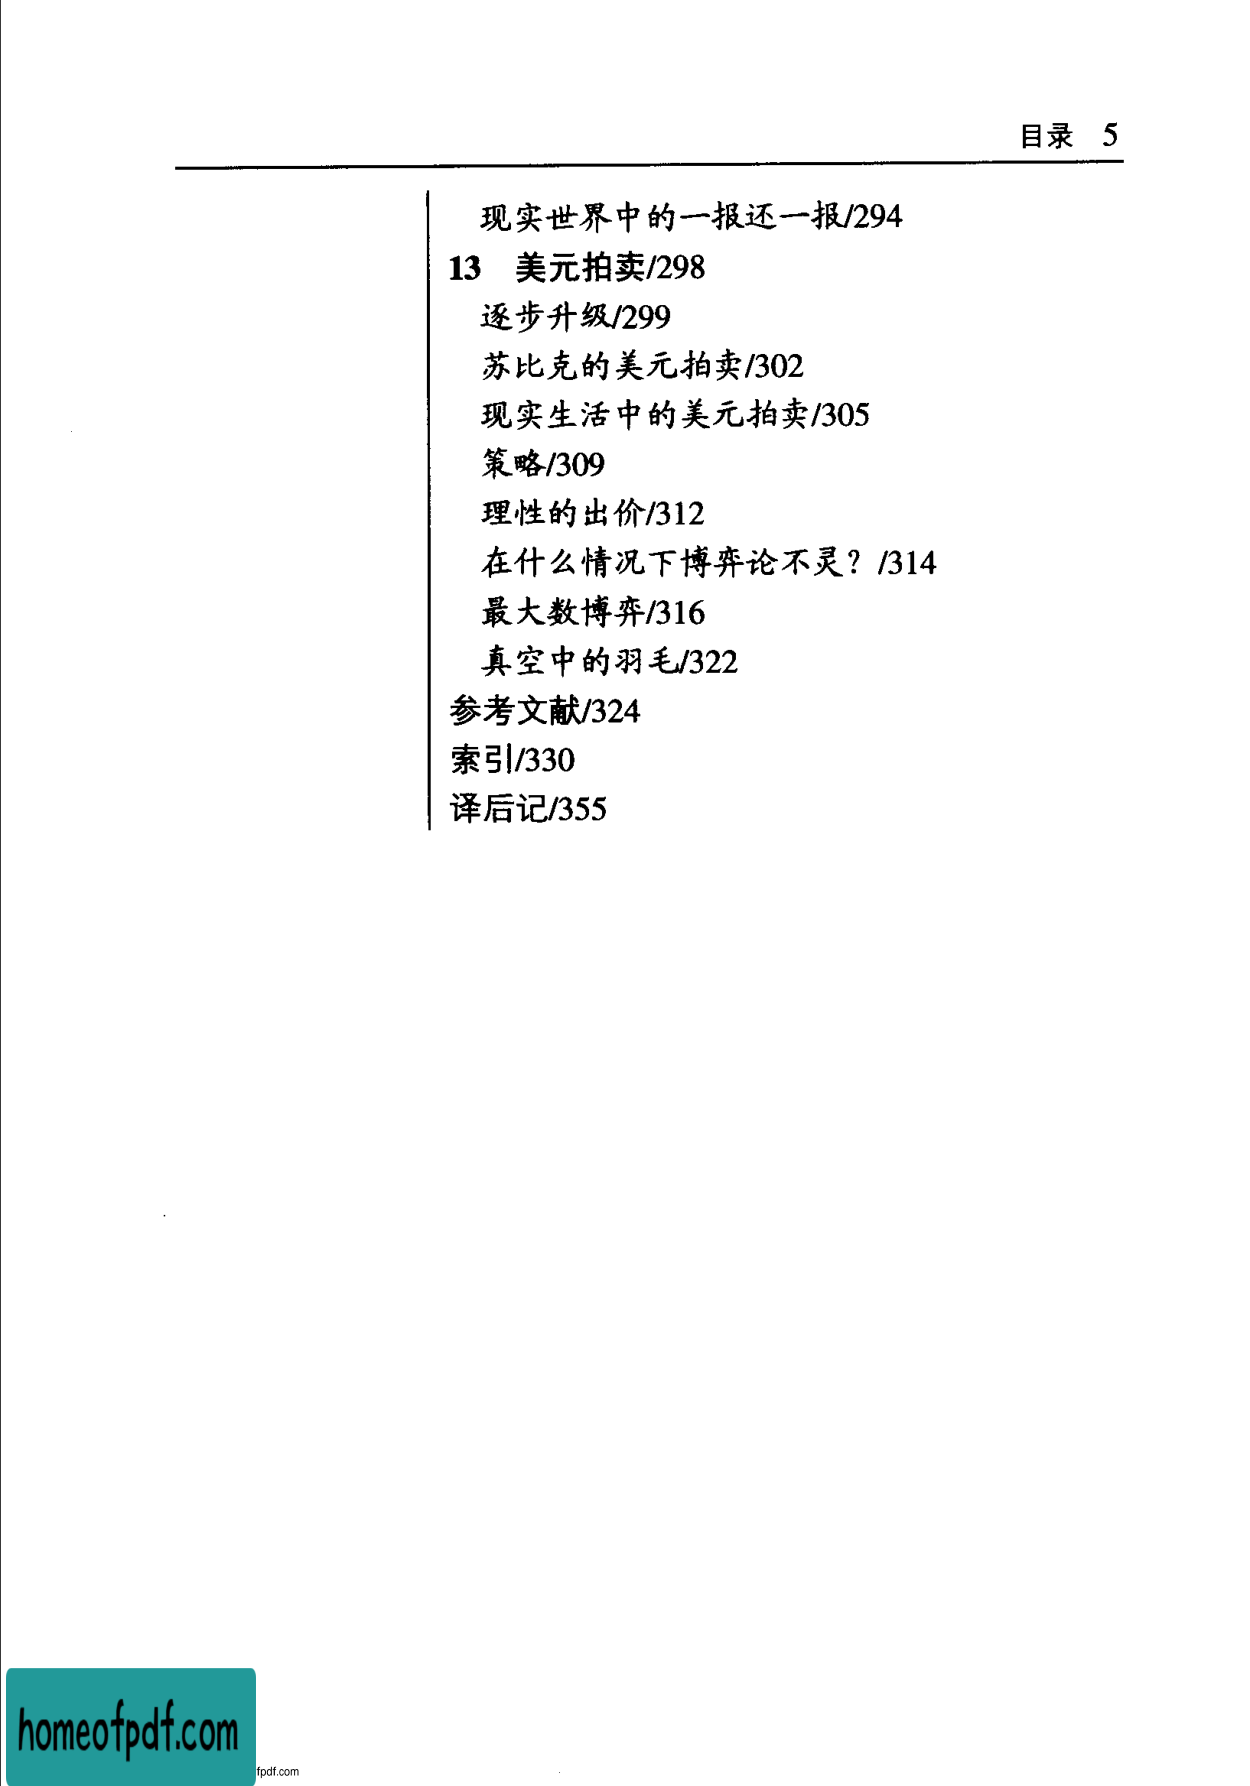 目录 5
现实世界中的一报还一报/294
13 美元拍卖/298
逐步升级/299
苏比克的美元拍卖/302
现实生活中的美元拍卖/305
策略/309
理性的出价/312
在什么情况下博弈论不灵？/314
最大数博弈/316
真空中的羽毛/322
参考文献/324
索引/330
译后记/355
homeofpdf.com
fpdf.com